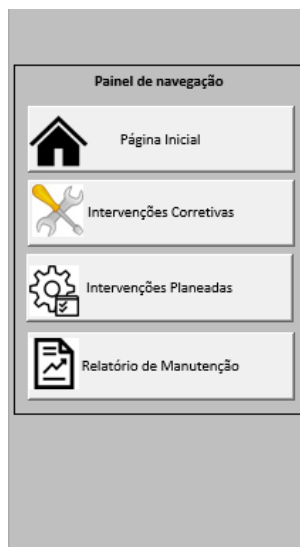 Painel de navegação
Página Inicial
Intervenções Corretivas
Intervenções Planeadas
Relatório de Manutenção